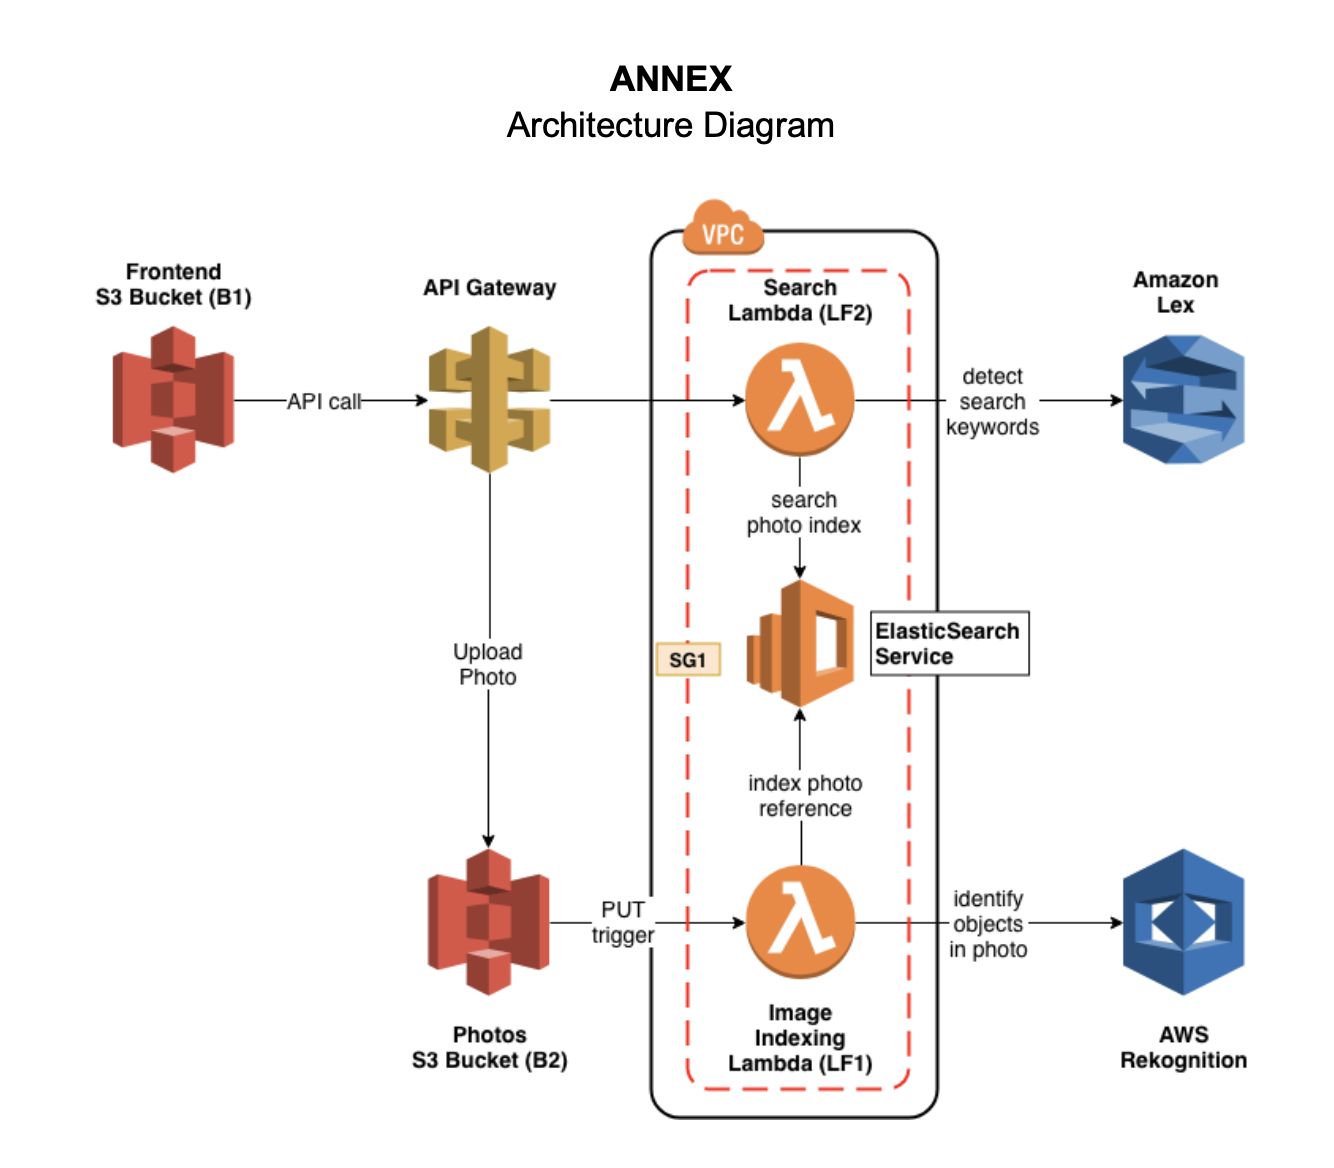 ANNEX
Architecture Diagram
VPC
Frontend
S3 Bucket (B1)
API Gateway
Search
Lambda (LF2)
Amazon
Lex
API call
detect
search
keywords
search
photo index
Upload
Photo
SG1
ElasticSearch
Service
index photo
reference
PUT
trigger
identify
objects
in photo
Photos
S3 Bucket (B2)
Image
Indexing
Lambda (LF1)
AWS
Rekognition